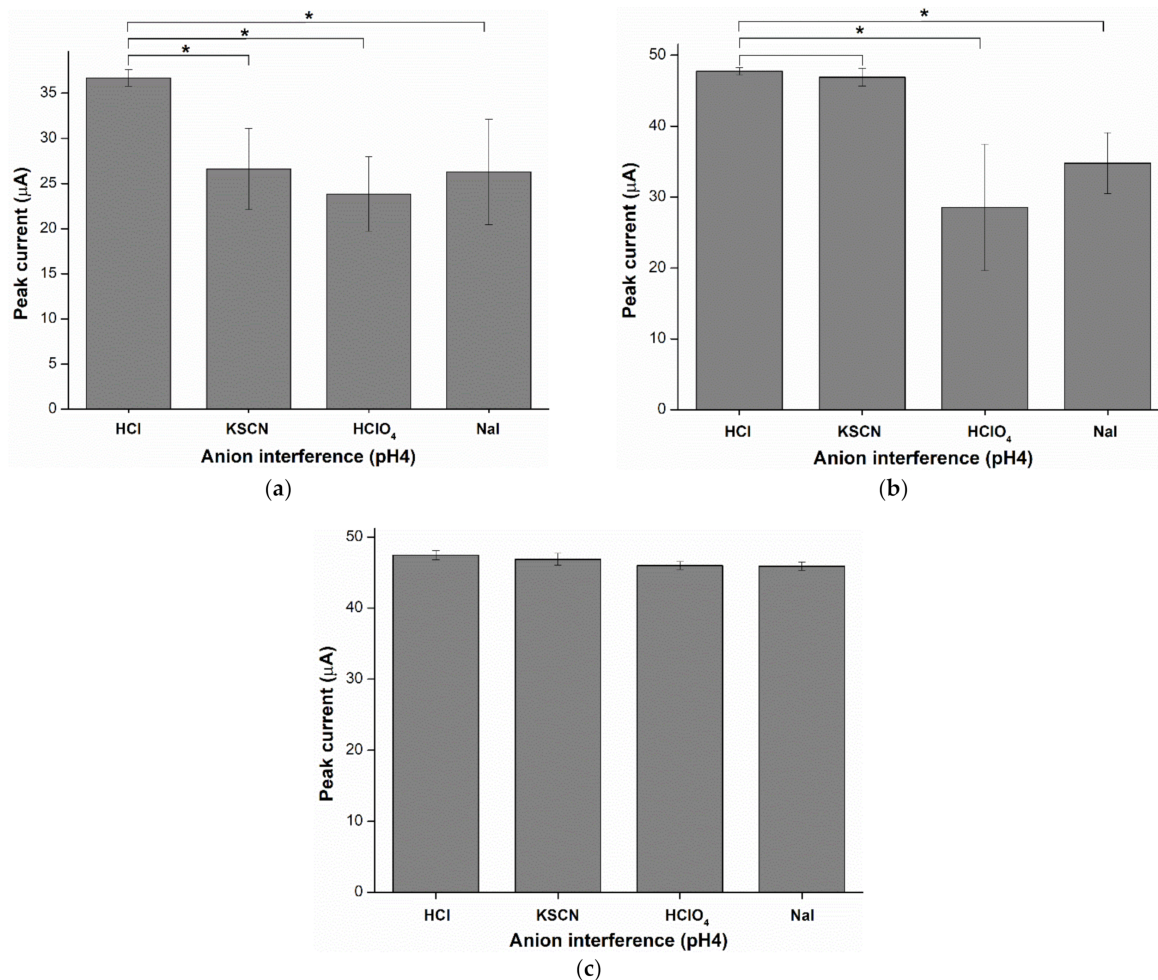 *
*
*
35
30
25
20
15
10
5
0
Peak current (µA)
HCl
KSCN
HClO₄
NaI
Anion interference (pH4)
(a)
*
*
50
40
30
20
10
0
Peak current (µA)
HCl
KSCN
HClO₄
NaI
Anion interference (pH4)
(b)
50
40
30
20
10
0
Peak current (µA)
HCl
KSCN
HClO₄
NaI
Anion interference (pH4)
(c)